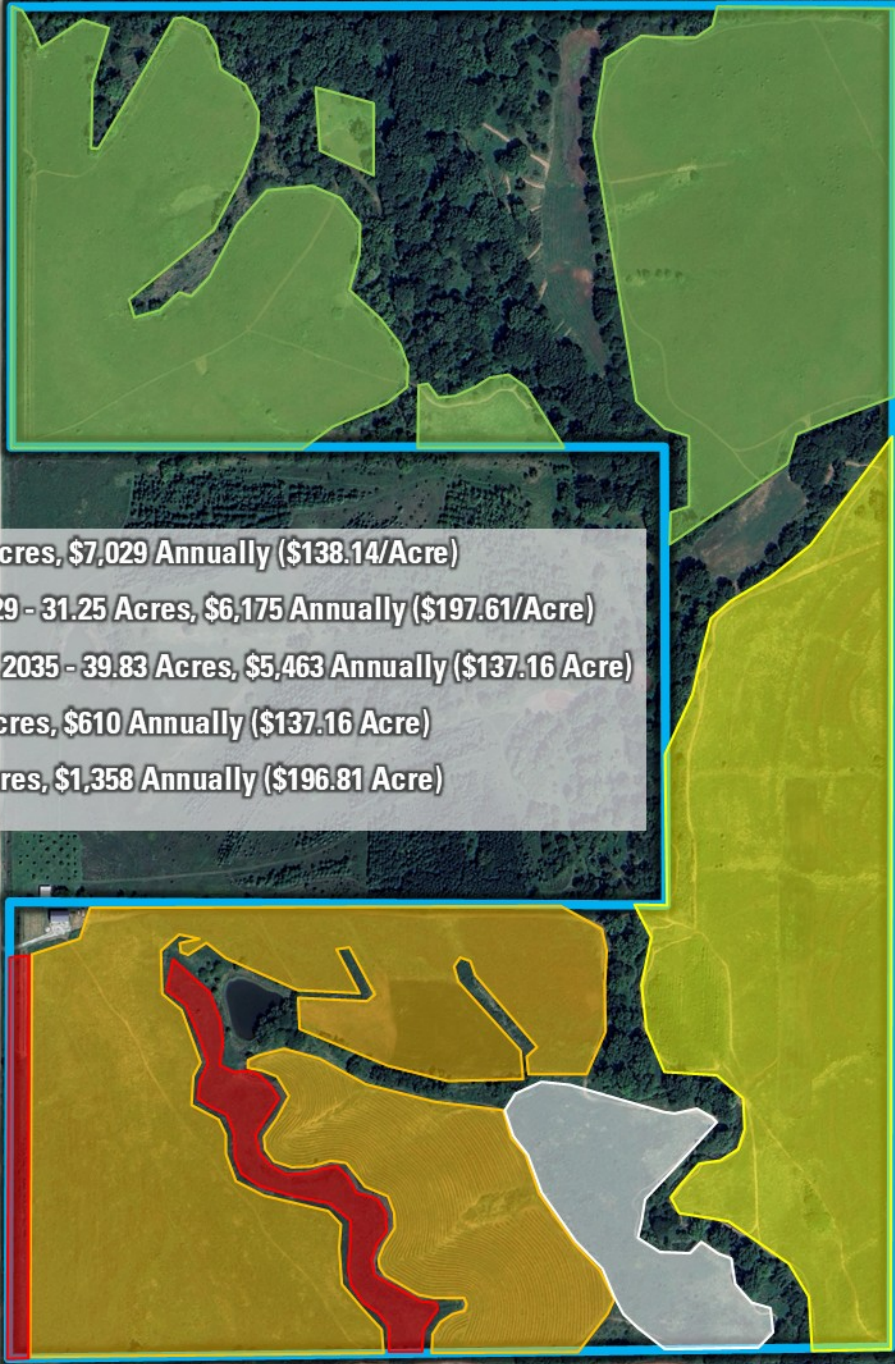 cres, $7,029 Annually ($138.14/Acre)
29 - 31.25 Acres, $6,175 Annually ($197.61/Acre)
2035 - 39.83 Acres, $5,463 Annually ($137.16 Acre)
cres, $610 Annually ($137.16 Acre)
res, $1,358 Annually ($196.81 Acre)